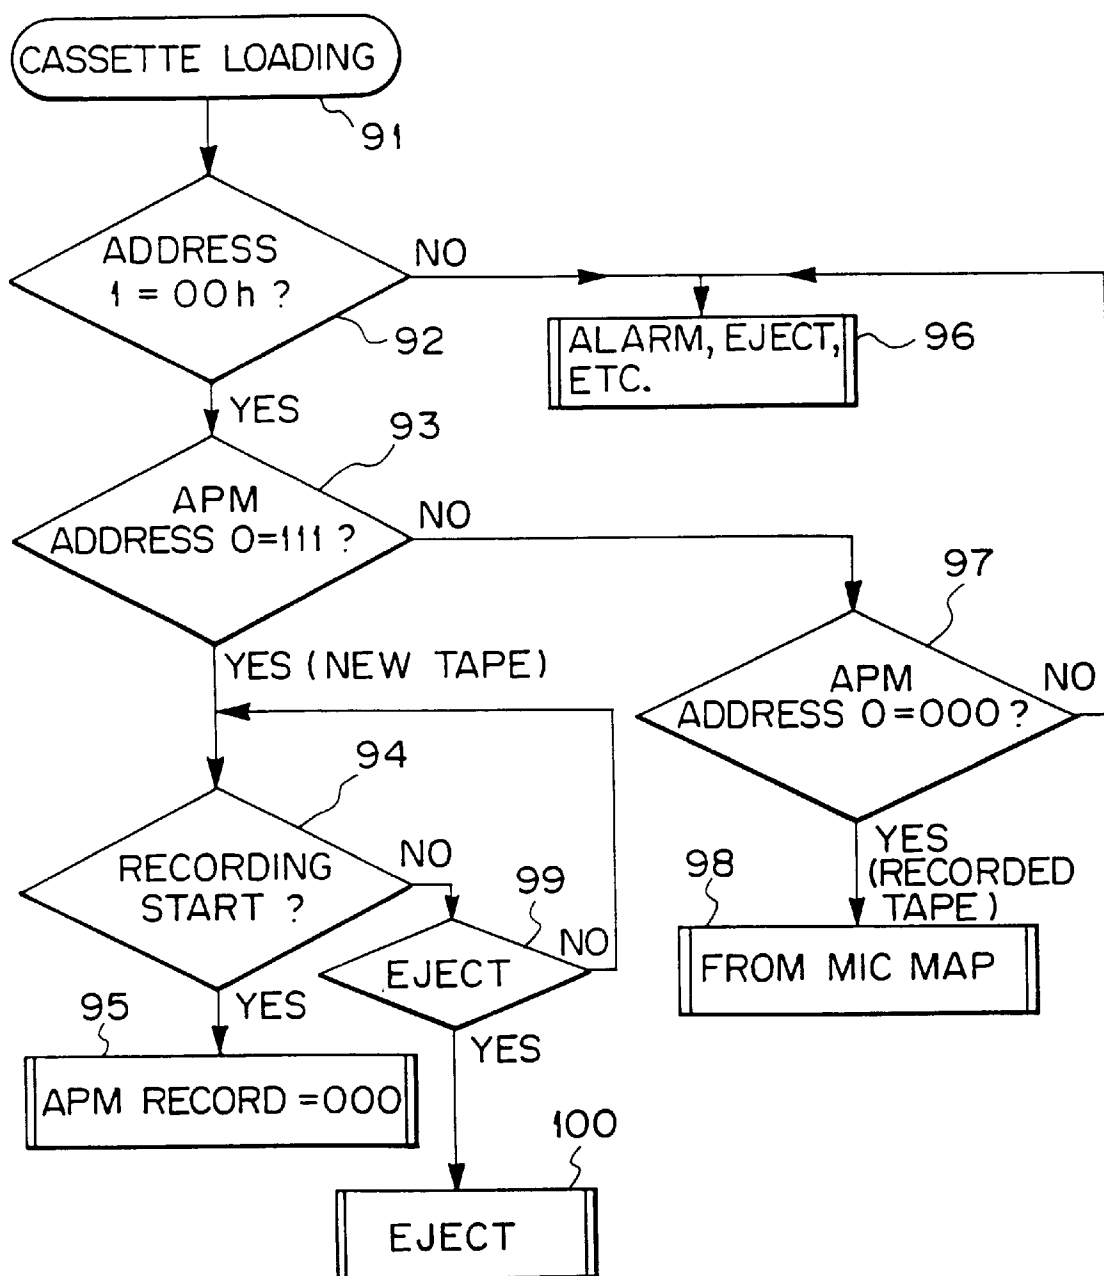 CASSETTE LOADING
91
ADDRESS
1 = 00h ?
NO
92
ALARM, EJECT,
ETC.
96
YES
93
APM
ADDRESS 0=111 ?
NO
97
YES (NEW TAPE)
APM
ADDRESS 0=000 ?
NO
94
RECORDING
START ?
NO
YES
(RECORDED
TAPE)
98
99
EJECT
NO
FROM MIC MAP
YES
95
YES
APM RECORD =000
100
EJECT